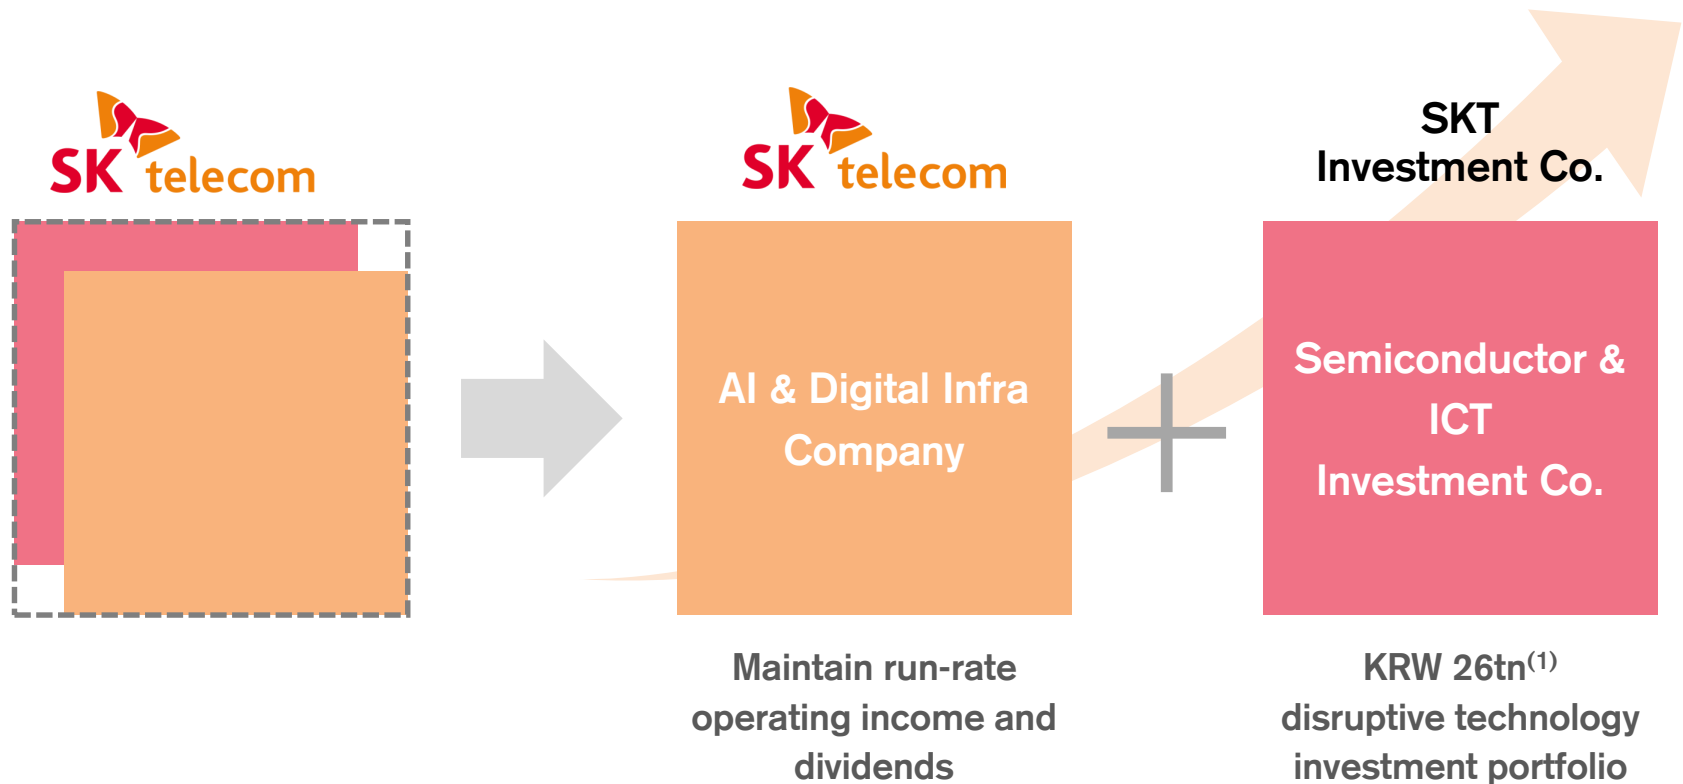 SK telecom
SK telecom
SKT
Investment Co.
AI & Digital Infra
Company
Semiconductor &
ICT
Investment Co.
Maintain run-rate
operating income and
dividends
KRW 26tn(1)
disruptive technology
investment portfolio